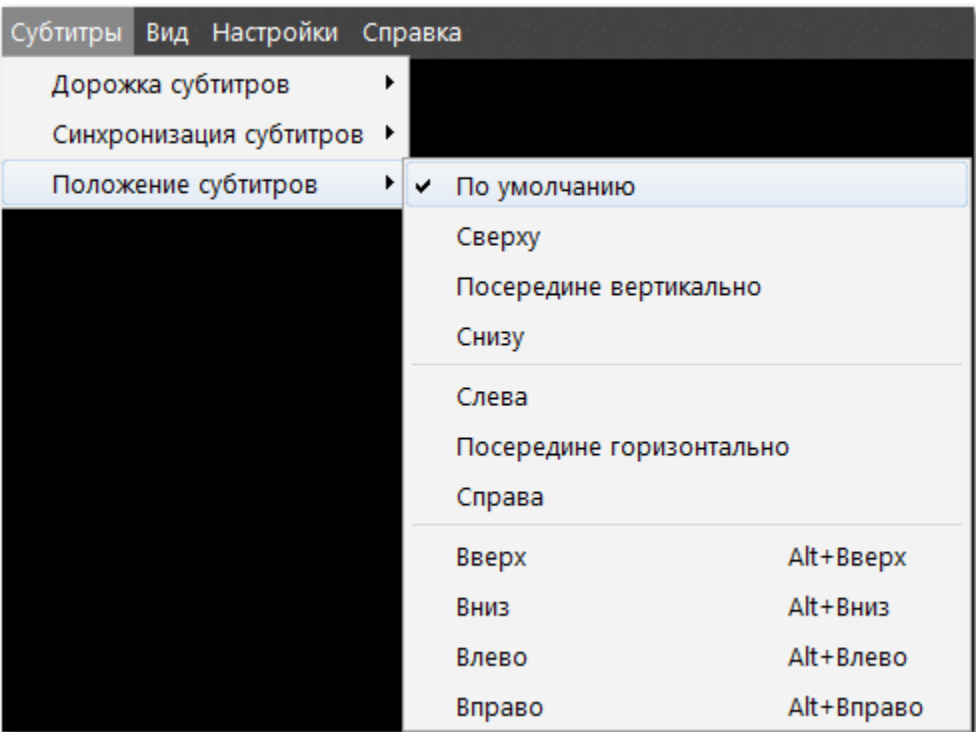 Субтитры Вид Настройки Справка
Дорожка субтитров
Синхронизация субтитров
Положение субтитров
По умолчанию
Сверху
Посередине вертикально
Снизу
Слева
Посередине горизонтально
Справа
Вверх Alt+Вверх
Вниз Alt+Вниз
Влево Alt+Влево
Вправо Alt+Вправо